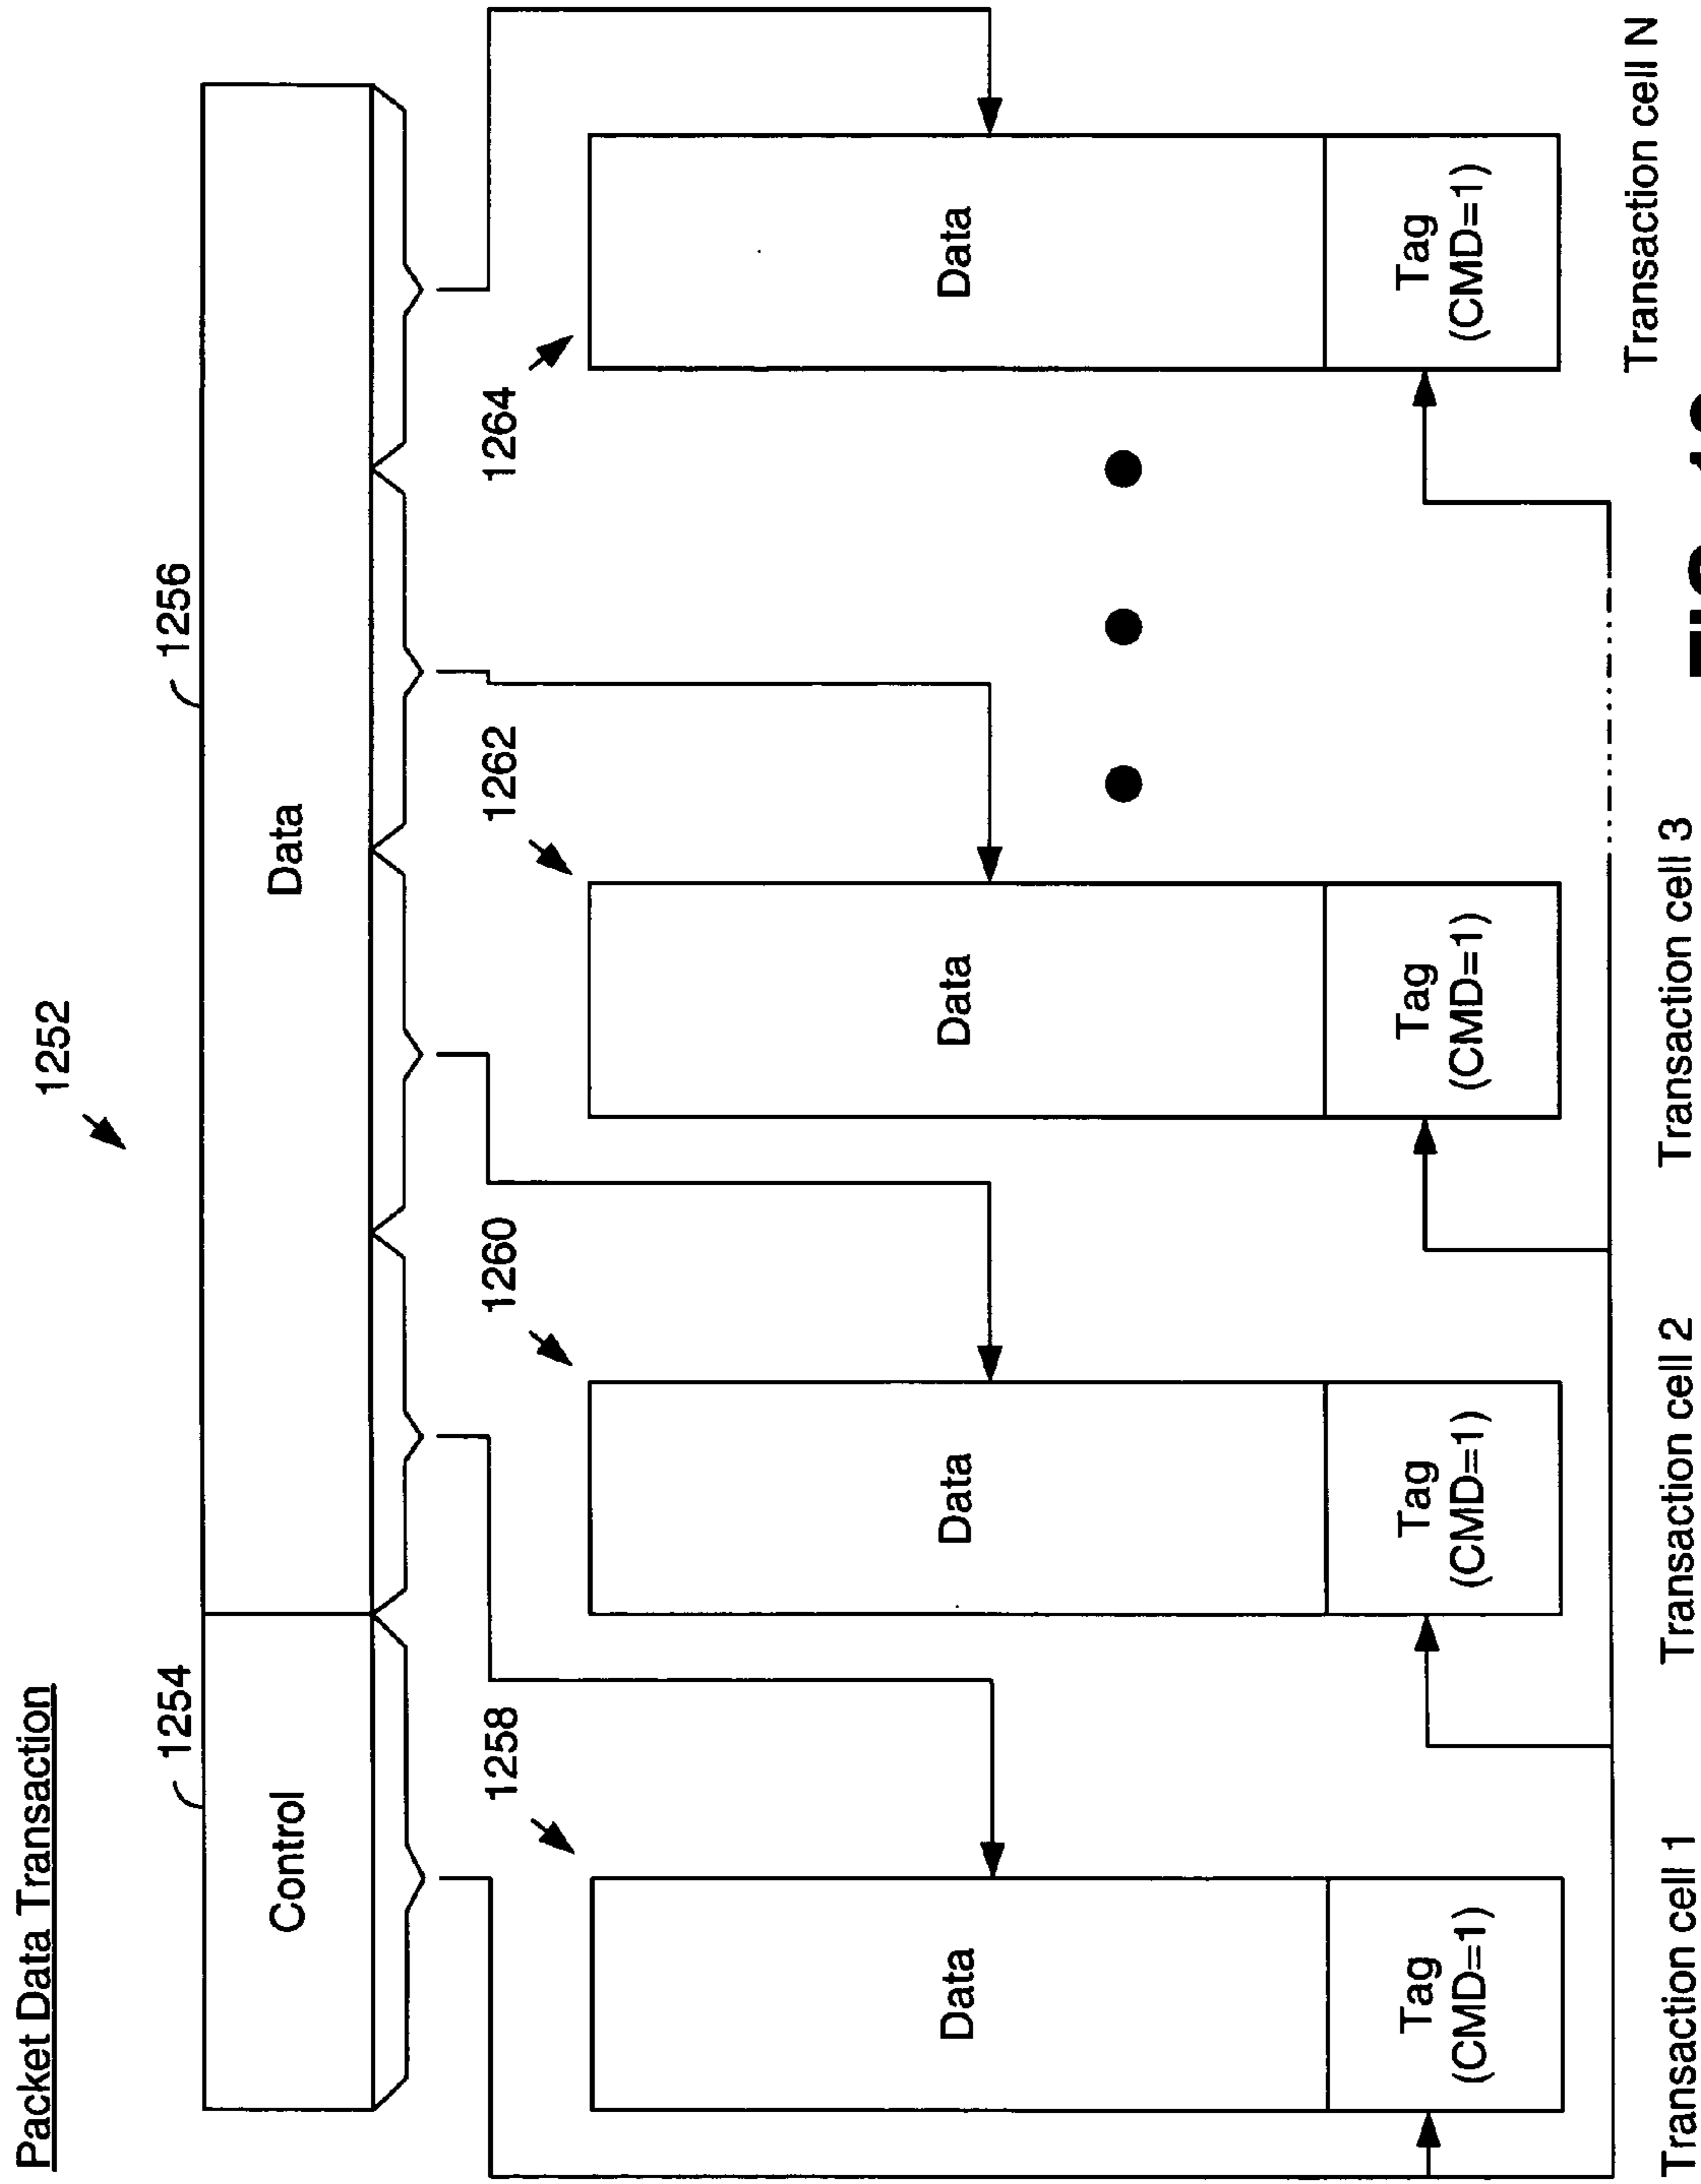 Packet Data Transaction
1252
1254
1256
Control
Data
1258
1260
1262
1264
Data
Data
Data
Data
Tag
(CMD=1)
Tag
(CMD=1)
Tag
(CMD=1)
Tag
(CMD=1)
Transaction cell 1
Transaction cell 2
Transaction cell 3
Transaction cell N